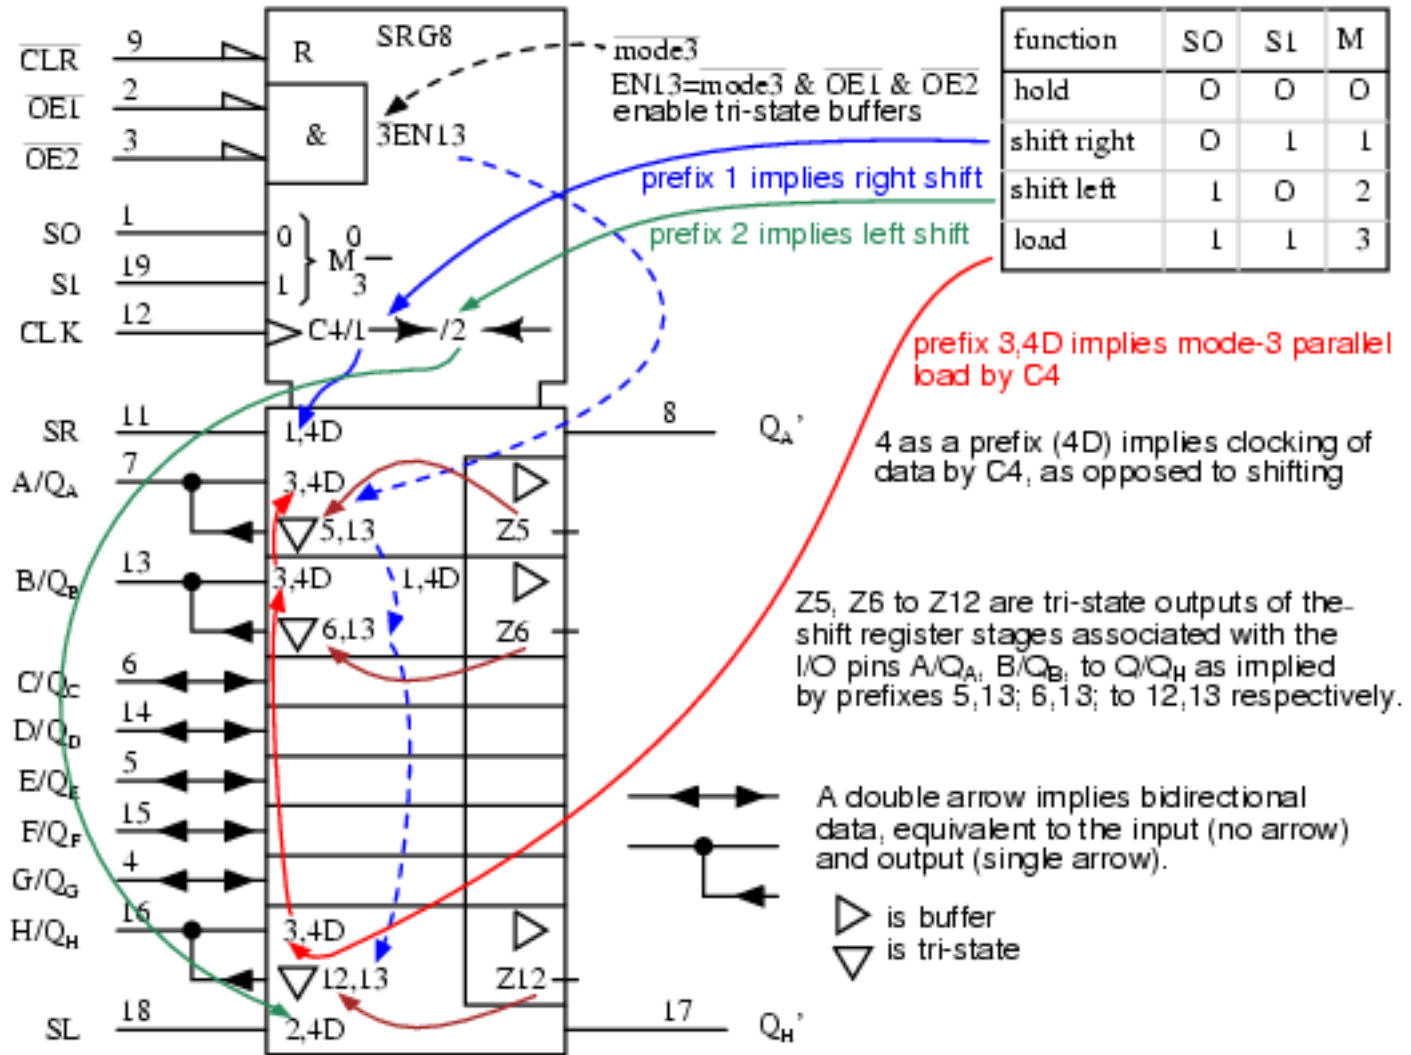 SRG8
CLR 9 R
OE1 2
OE2 3
&
3EN13
mode3
EN13=mode3 & OE1 & OE2
enable tri-state buffers
function SO S1 M
hold 0 0 0
shift right 0 1 1
shift left 1 0 2
load 1 1 3
prefix 1 implies right shift
prefix 2 implies left shift
SO 1 0
S1 19 1
M 0
3
CLK 12 C4/1 /2
prefix 3,4D implies mode-3 parallel
load by C4
SR 11 1,4D 8 QA'
4 as a prefix (4D) implies clocking of
data by C4, as opposed to shifting
A/QA 7 3,4D
5,13 Z5
B/QB 13 3,4D 1,4D
6,13 Z6
Z5, Z6 to Z12 are tri-state outputs of the
shift register stages associated with the
I/O pins A/QA, B/QB, to Q/QH as implied
by prefixes 5,13; 6,13; to 12,13 respectively.
C/QC 6
D/QD 14
E/QE 5
F/QF 15
G/QG 4
H/QH 16 3,4D
12,13 Z12
SL 18 2,4D 17 QH'
A double arrow implies bidirectional
data, equivalent to the input (no arrow)
and output (single arrow).
is buffer
is tri-state